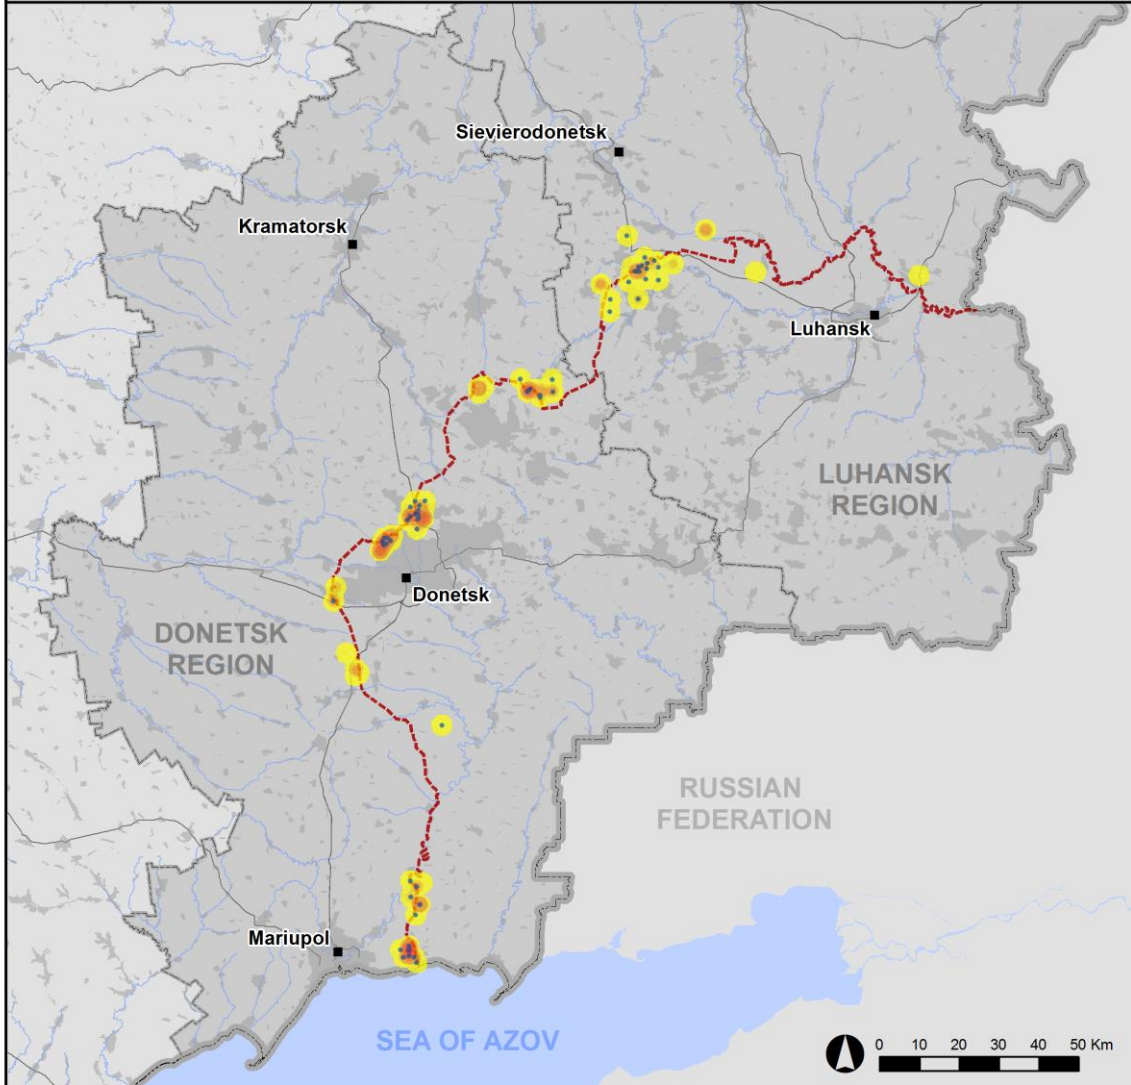 Sievierodonetsk
Kramatorsk
Luhansk
LUHANSK
REGION
Donetsk
DONETSK
REGION
RUSSIAN
FEDERATION
Mariupol
SEA OF AZOV
0 10 20 30 40 50 Km